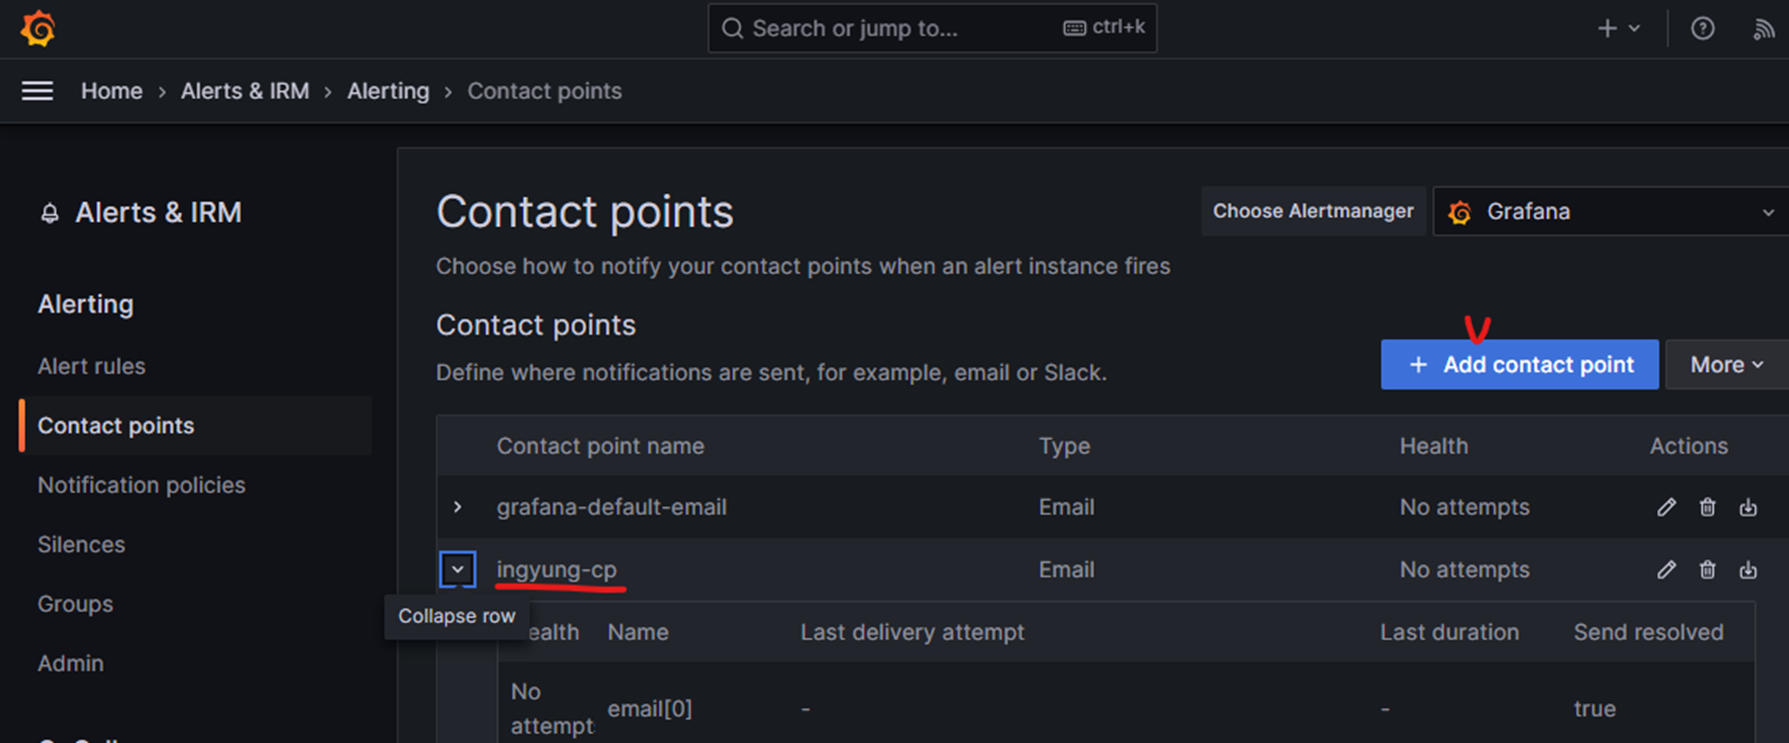 Search or jump to...
ctrl+k
Home › Alerts & IRM › Alerting › Contact points
Alerts & IRM
Alerting
Alert rules
Contact points
Notification policies
Silences
Groups
Admin
Contact points
Choose Alertmanager
Grafana
Choose how to notify your contact points when an alert instance fires
Contact points
Define where notifications are sent, for example, email or Slack.
+ Add contact point
More
Contact point name Type Health Actions
grafana-default-email Email No attempts
ingyung-cp Email No attempts
Collapse row
ealth Name Last delivery attempt Last duration Send resolved
No
attempt
email[0] - - true